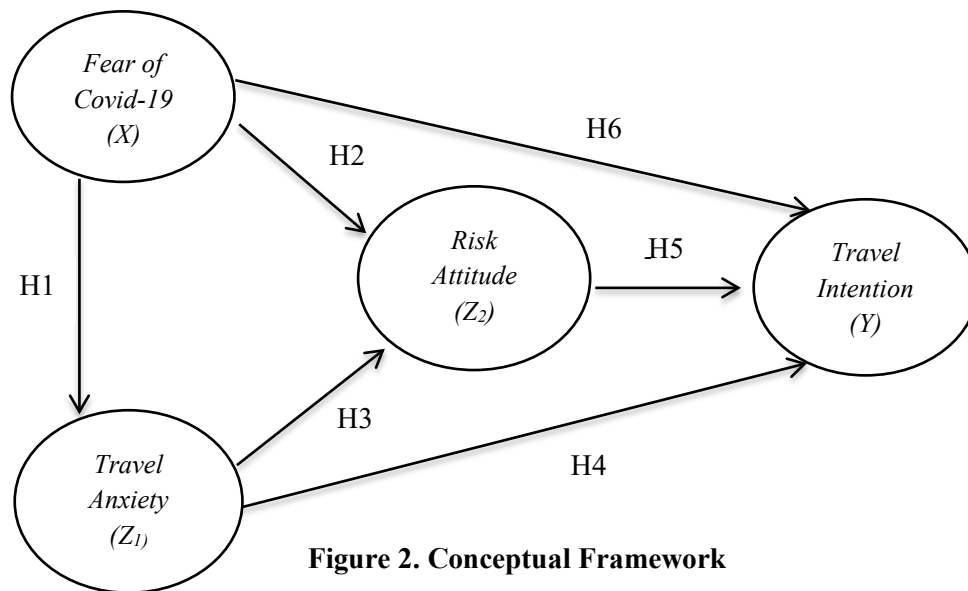 Fear of
Covid-19
(X)
H6
H2
Risk
Attitude
(Z2)
H5
Travel
Intention
(Y)
H1
H3
H4
Travel
Anxiety
(Z1)
Figure 2. Conceptual Framework